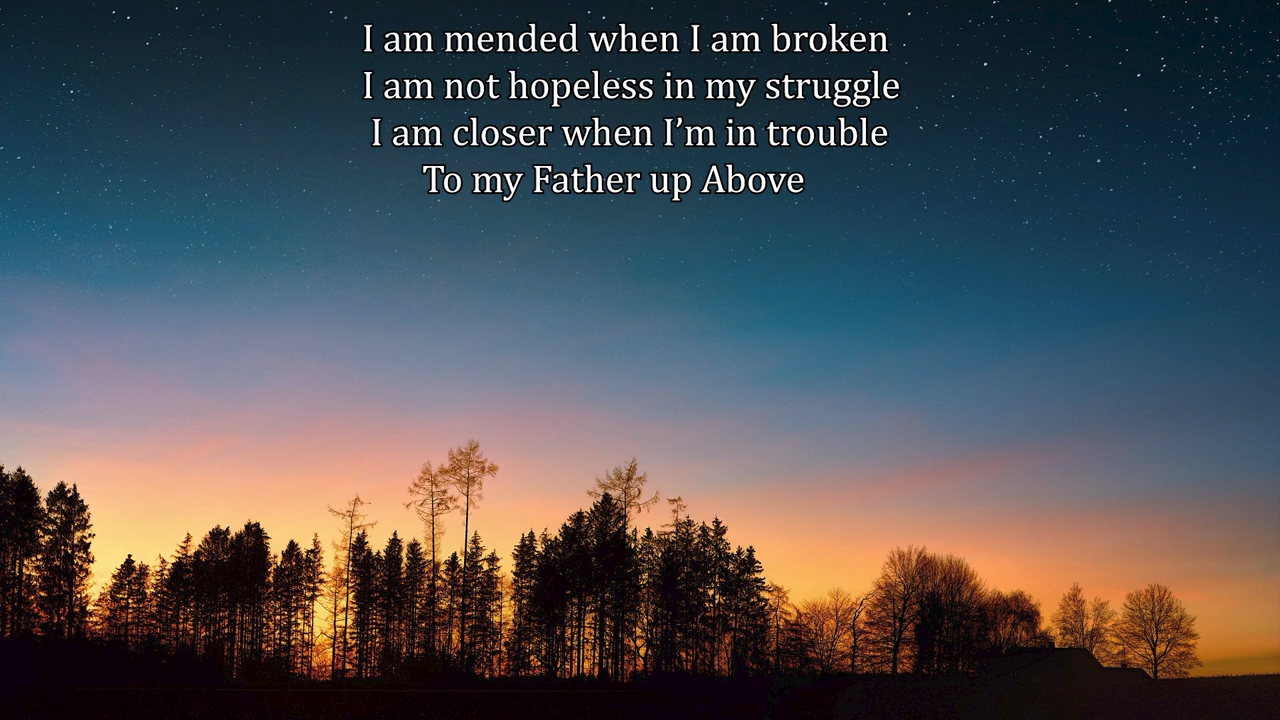 I am mended when I am broken
I am not hopeless in my struggle
I am closer when I’m in trouble
To my Father up Above